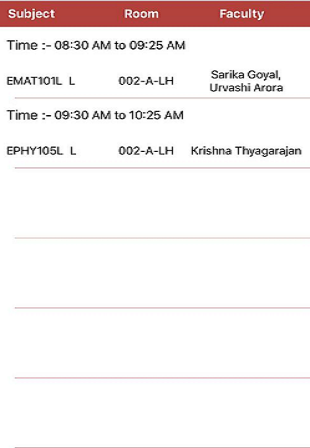 Subject Room Faculty
Time :- 08:30 AM to 09:25 AM
EMAT101L L 002-A-LH Sarika Goyal,
Urvashi Arora
Time :- 09:30 AM to 10:25 AM
EPHY105L L 002-A-LH Krishna Thyagarajan